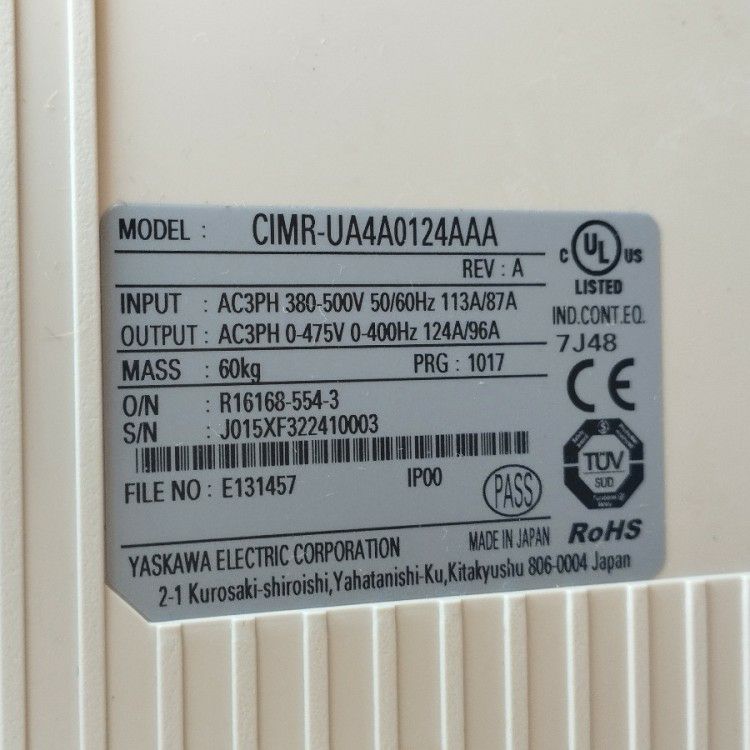 MODEL : CIMR-UA4A0124AAA
REV : A
INPUT : AC3PH 380-500V 50/60Hz 113A/87A
OUTPUT : AC3PH 0-475V 0-400Hz 124A/96A
MASS : 60kg PRG : 1017
O/N : R16168-554-3
S/N : J015XF322410003
FILE NO : E131457 IP00 PASS
YASKAWA ELECTRIC CORPORATION MADE IN JAPAN
2-1 Kurosaki-shiroishi,Yahatanishi-Ku,Kitakyushu 806-0004 Japan
C UL US
LISTED
IND.CONT.EQ.
7J48
CE
TÜV
SÜD
RoHS